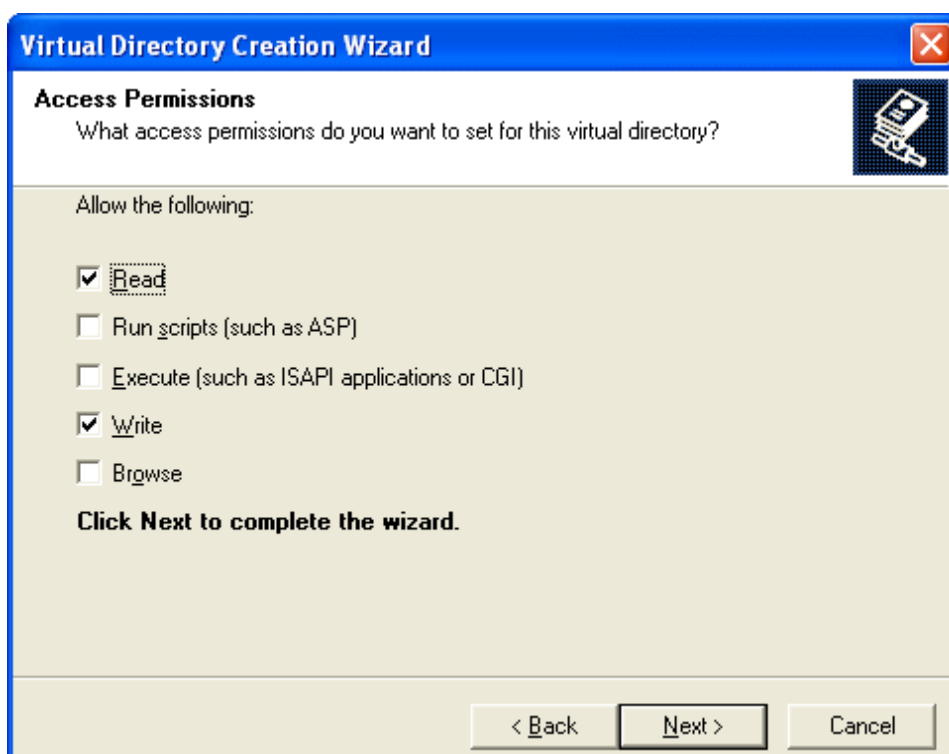 Virtual Directory Creation Wizard
Access Permissions
What access permissions do you want to set for this virtual directory?
Allow the following:
Read
Run scripts (such as ASP)
Execute (such as ISAPI applications or CGI)
Write
Browse
Click Next to complete the wizard.
< Back Next > Cancel